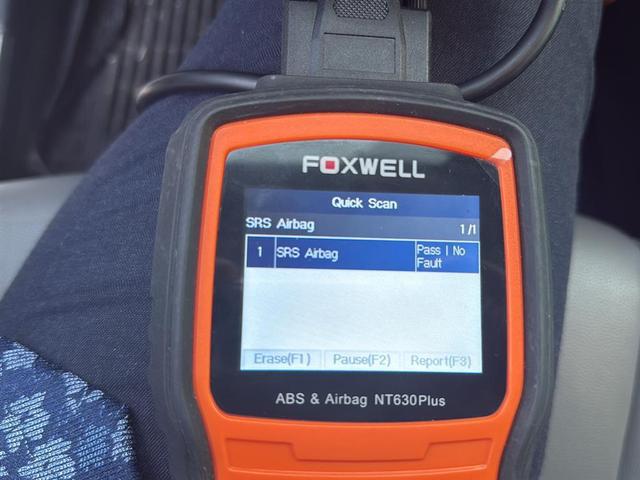 FOXWELL
Quick Scan
SRS Airbag 1/1
1 SRS Airbag Pass | No
Fault
Erase(F1) Pause(F2) Report(F3)
ABS & Airbag NT630Plus